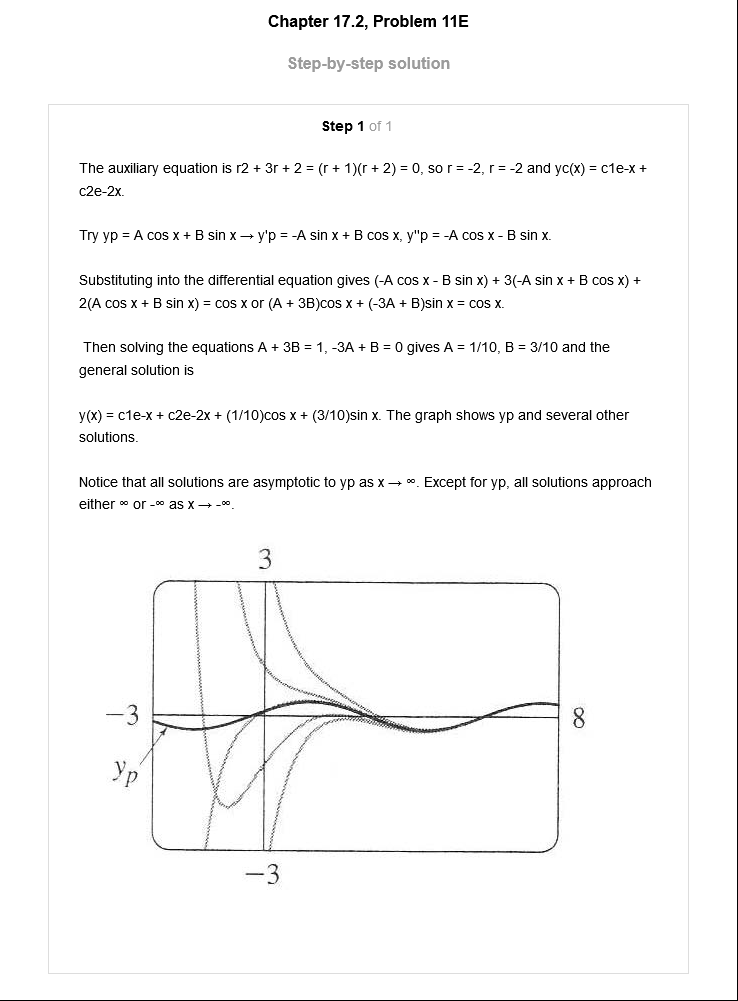 Chapter 17.2, Problem 11E
Step-by-step solution
Step 1 of 1
The auxiliary equation is r2 + 3r + 2 = (r + 1)(r + 2) = 0, so r = -2, r = -2 and yc(x) = c1e-x +
c2e-2x.
Try yp = A cos x + B sin x → y'p = -A sin x + B cos x, y"p = -A cos x - B sin x.
Substituting into the differential equation gives (-A cos x - B sin x) + 3(-A sin x + B cos x) +
2(A cos x + B sin x) = cos x or (A + 3B)cos x + (-3A + B)sin x = cos x.
Then solving the equations A + 3B = 1, -3A + B = 0 gives A = 1/10, B = 3/10 and the
general solution is
y(x) = c1e-x + c2e-2x + (1/10)cos x + (3/10)sin x. The graph shows yp and several other
solutions.
Notice that all solutions are asymptotic to yp as x → ∞. Except for yp, all solutions approach
either ∞ or -∞ as x → -∞.
3
-3
8
yp
-3